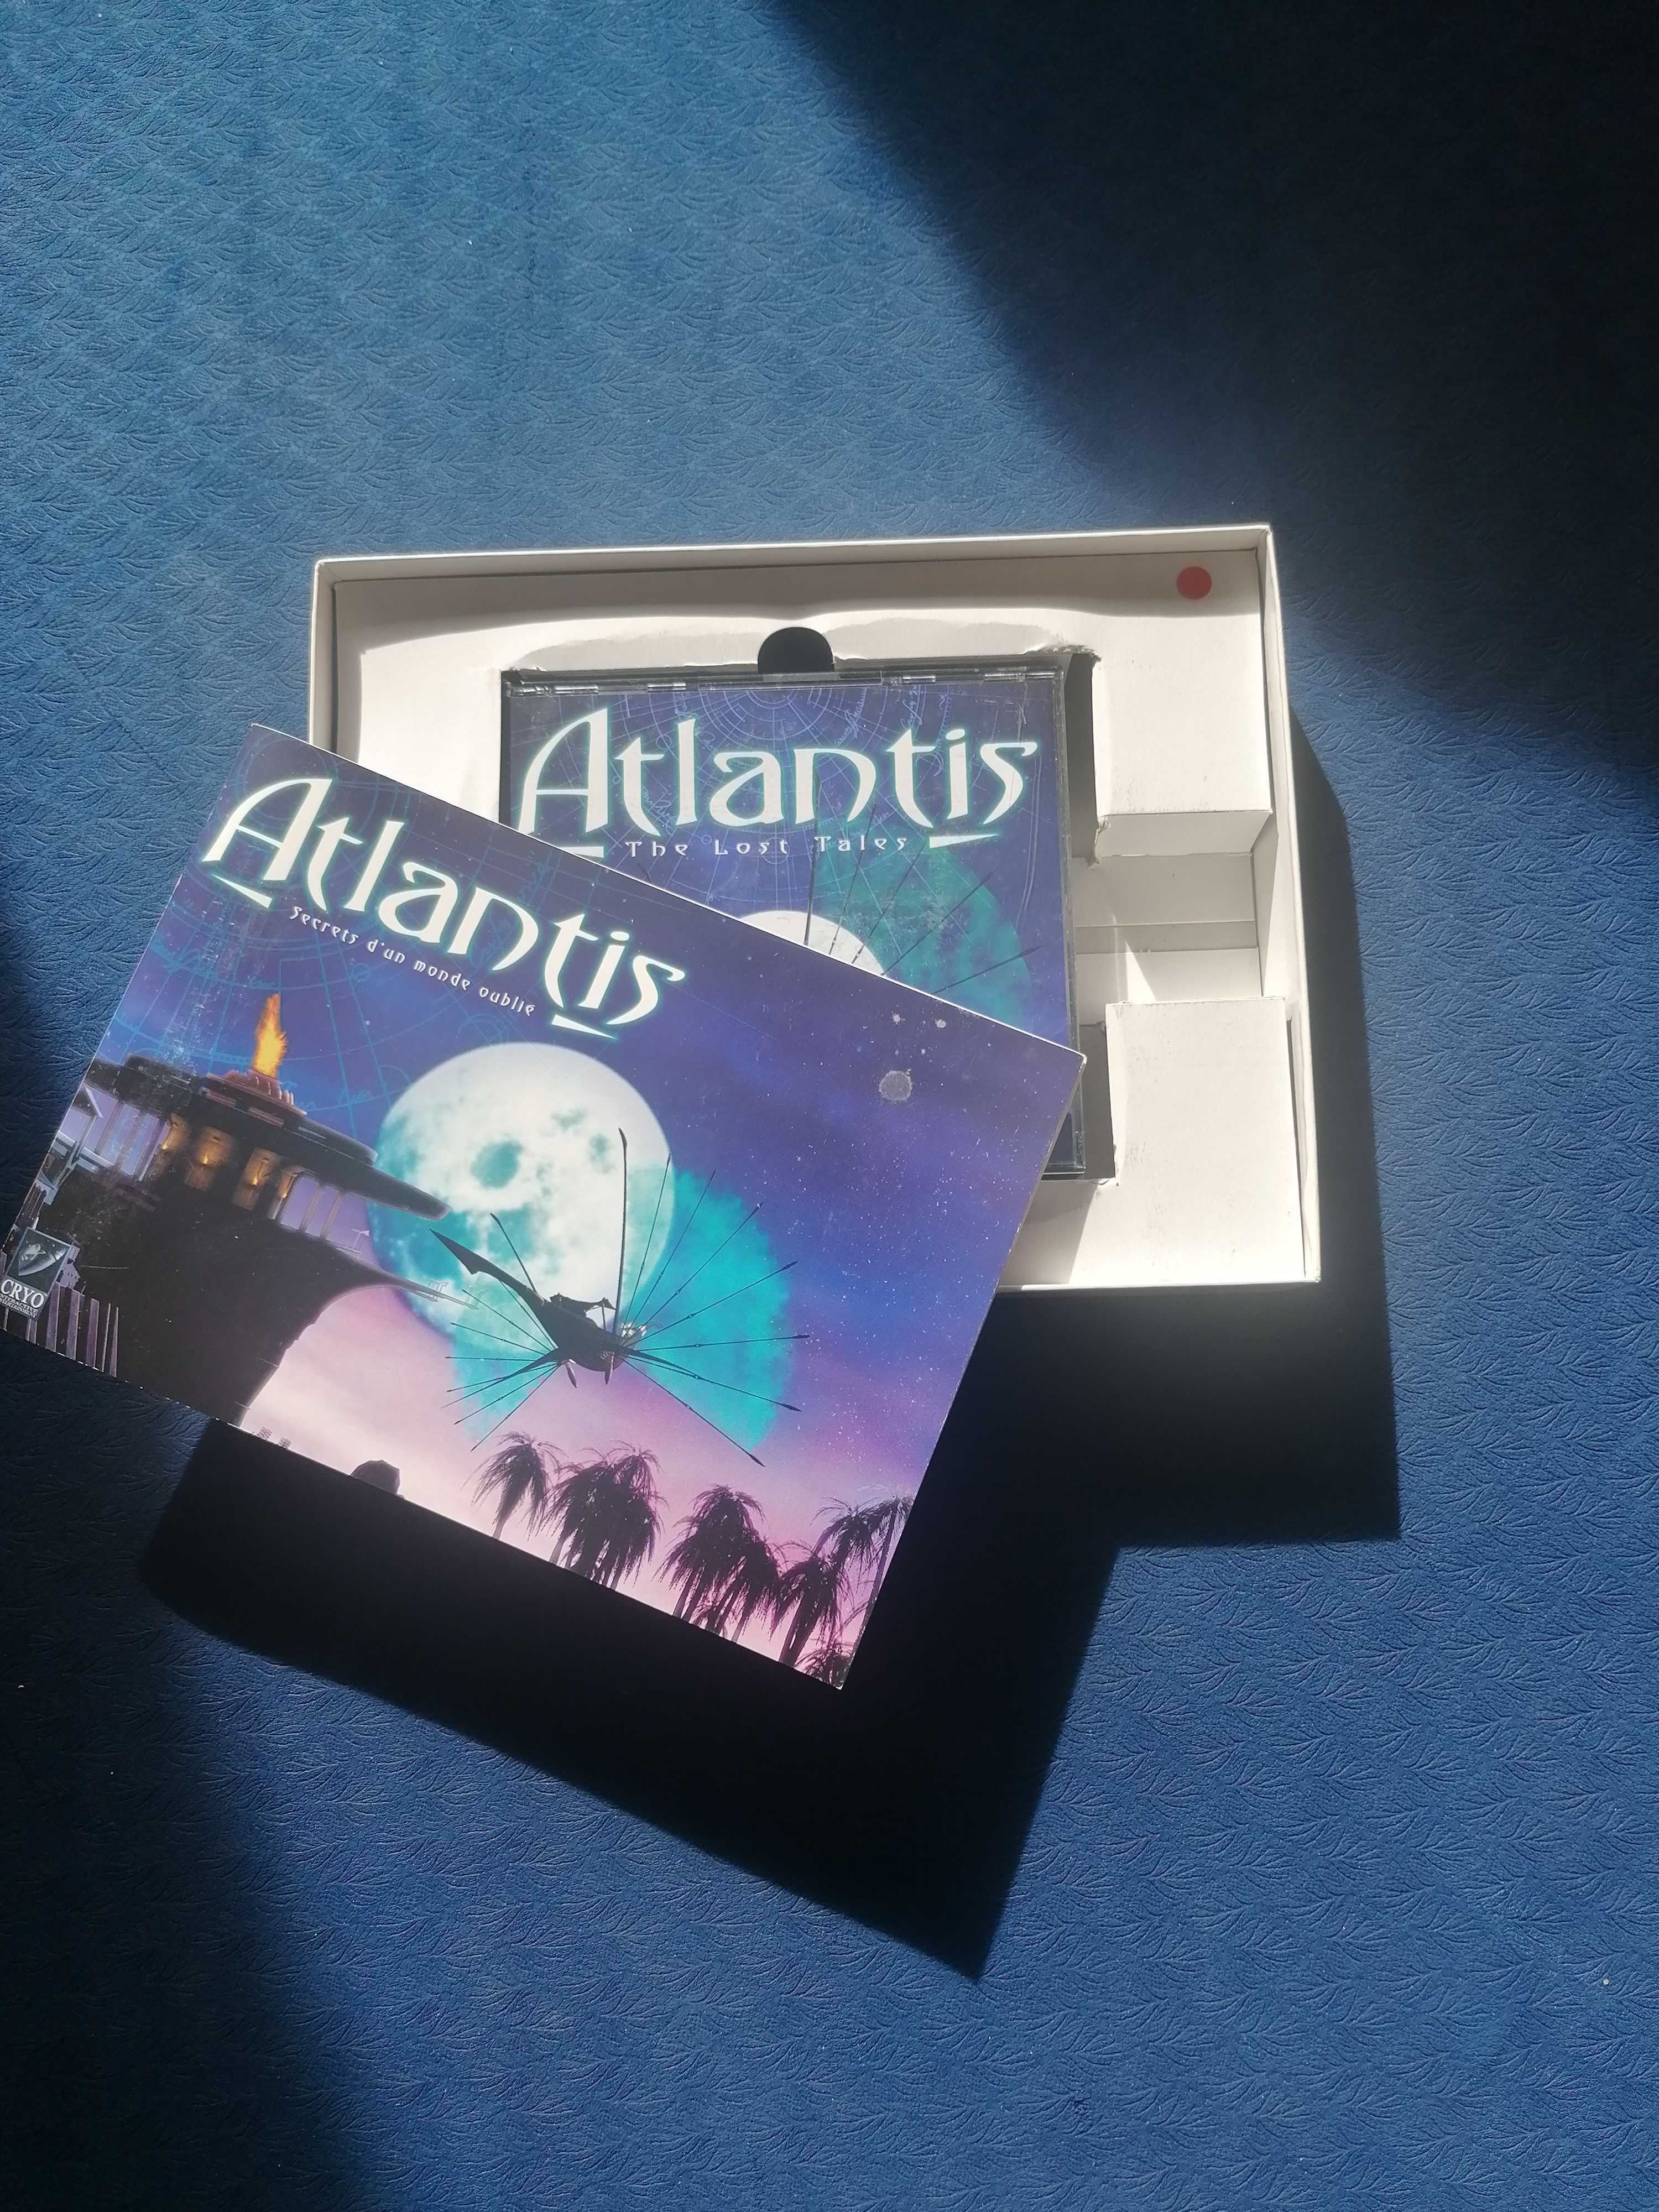 Atlantis
The Lost Tales
Atlantis
Secrets d'un monde oublié
CRYO